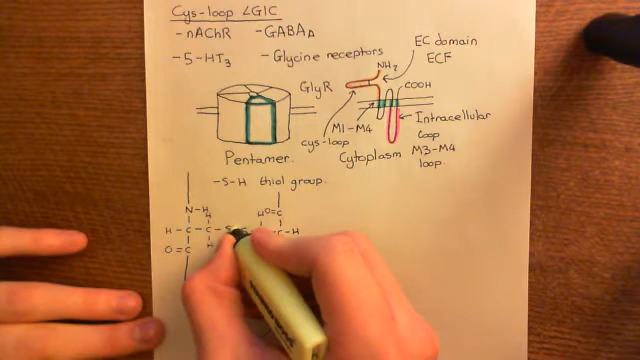 Cys-loop LGIC
-nAChR -GABAA
-5-HT3 -Glycine receptors
GlyR
NH2
EC domain
ECF
COOH
M1-M4
cys-loop
Intracellular
loop
M3-M4
loop.
Pentamer.
Cytoplasm
-S-H thiol group.
N-H
H
H-C-C-S
H
O=C
H O=C
C-H